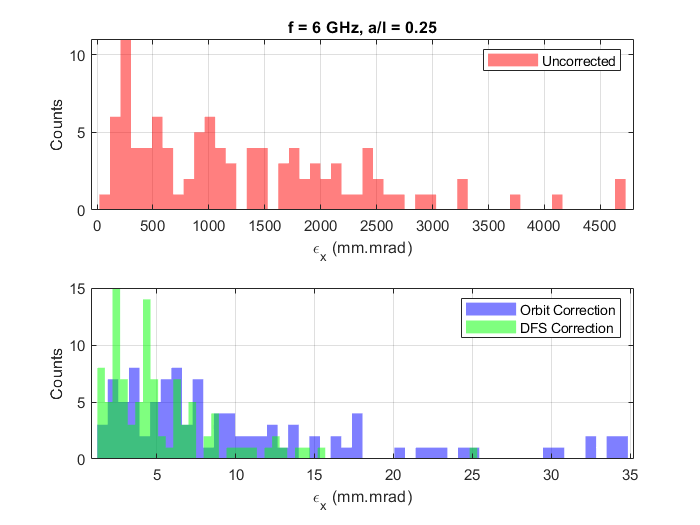 f = 6 GHz, a/l = 0.25
Uncorrected
10
5
0
Counts
0 500 1000 1500 2000 2500 3000 3500 4000 4500
ϵx (mm.mrad)
Orbit Correction
DFS Correction
15
10
5
0
Counts
5 10 15 20 25 30 35
ϵx (mm.mrad)